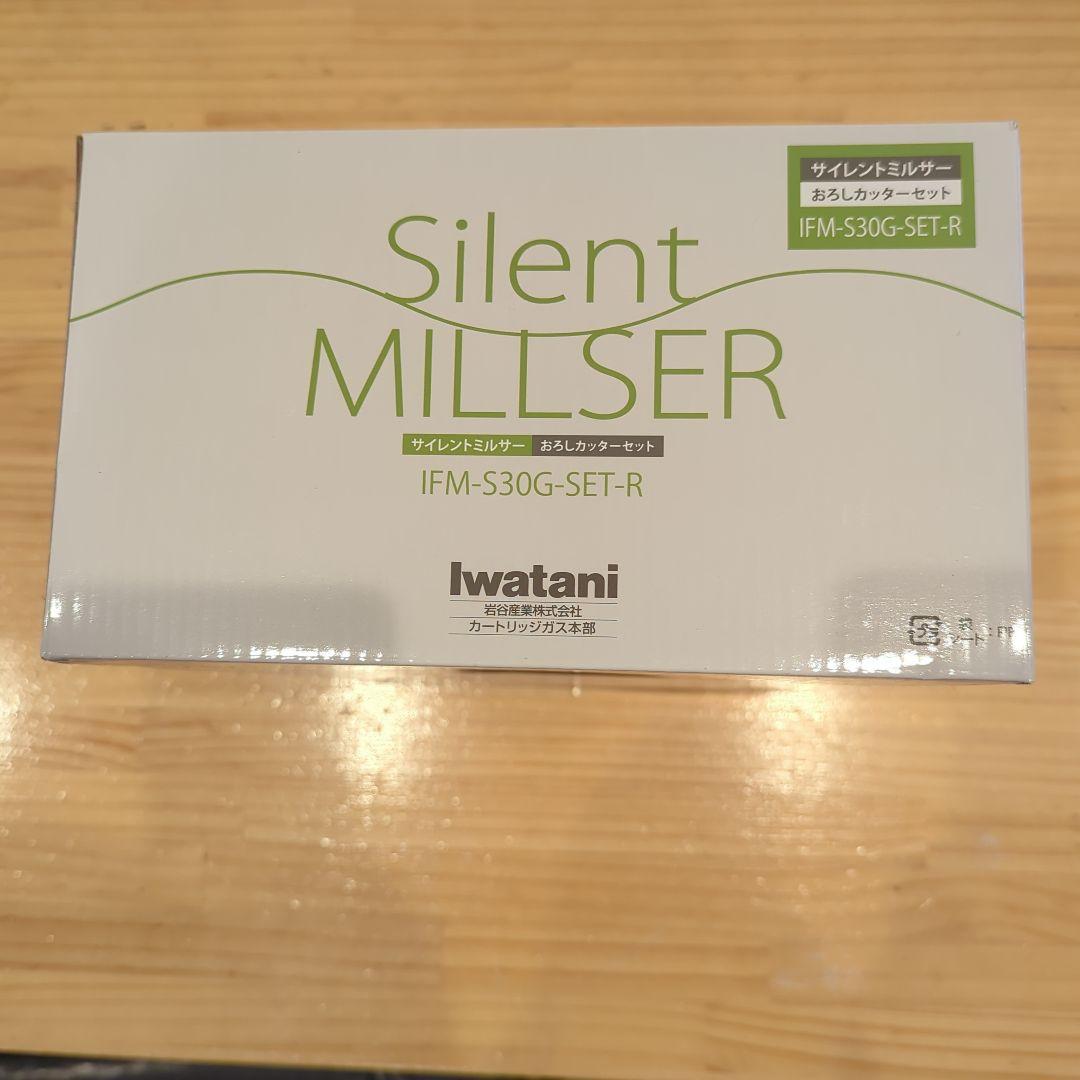 サイレントミルサー
おろしカッターセット
IFM-S30G-SET-R
Silent
MILLSER
サイレントミルサー おろしカッターセット
IFM-S30G-SET-R
Iwatani
岩谷産業株式会社
カートリッジガス本部